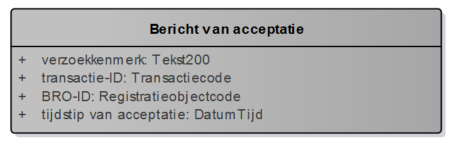 Bericht van acceptatie
+ verzoekkenmerk: Tekst200
+ transactie-ID: Transactiecode
+ BRO-ID: Registratieobjectcode
+ tijdstip van acceptatie: DatumTijd